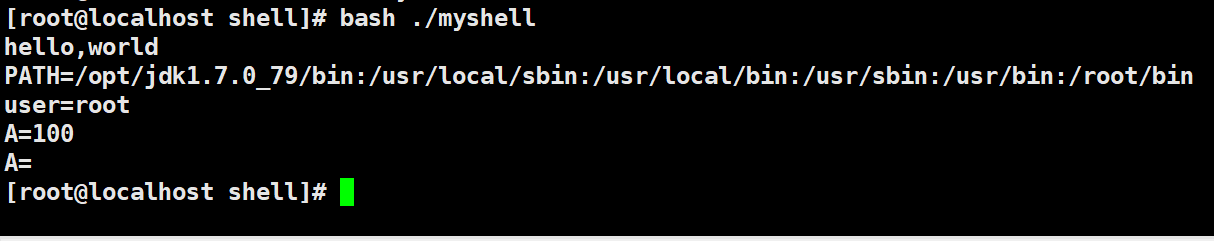 [root@localhost shell]# bash ./myshell
hello,world
PATH=/opt/jdk1.7.0_79/bin:/usr/local/sbin:/usr/local/bin:/usr/sbin:/usr/bin:/root/bin
user=root
A=100
A=
[root@localhost shell]#